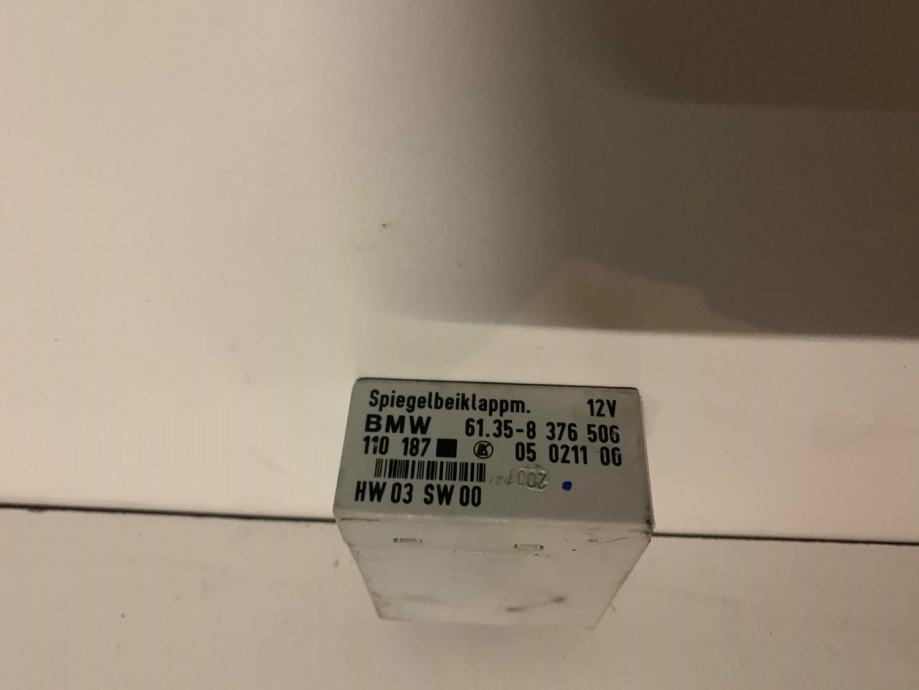 Spiegelbeiklappm. 12V
BMW 61.35-8 376 506
110 187 05 0211 00
HW 03 SW 00